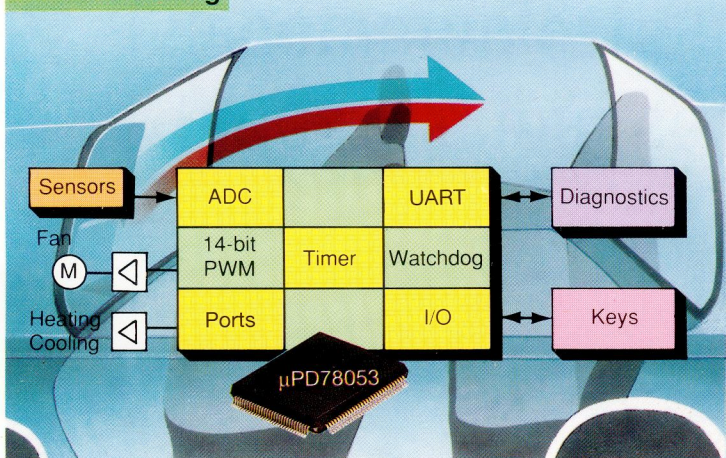 Sensors
ADC
UART
Diagnostics
Fan
M
14-bit
PWM
Timer
Watchdog
Heating
Cooling
Ports
I/O
Keys
μPD78053